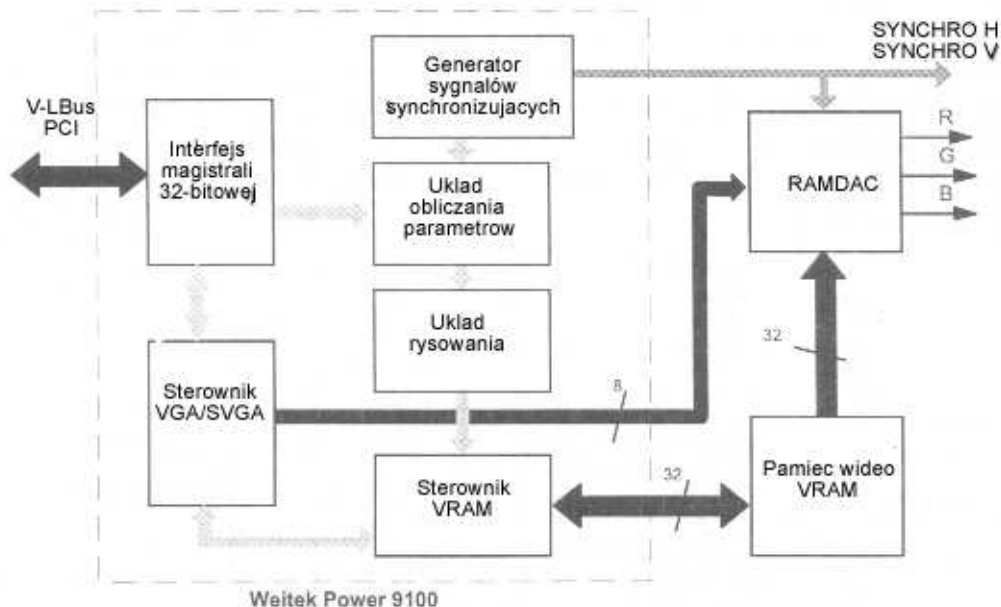 SYNCHRO H
SYNCHRO V
Generator
sygnalów
synchronizujacych
V-LBus
PCI
Interfejs
magistrali
32-bitowej
R
G
B
RAMDAC
Uklad
obliczania
parametrow
Uklad
rysowania
32
8
Sterownik
VGA/SVGA
Sterownik
VRAM
32
Pamiec wideo
VRAM
Weitek Power 9100